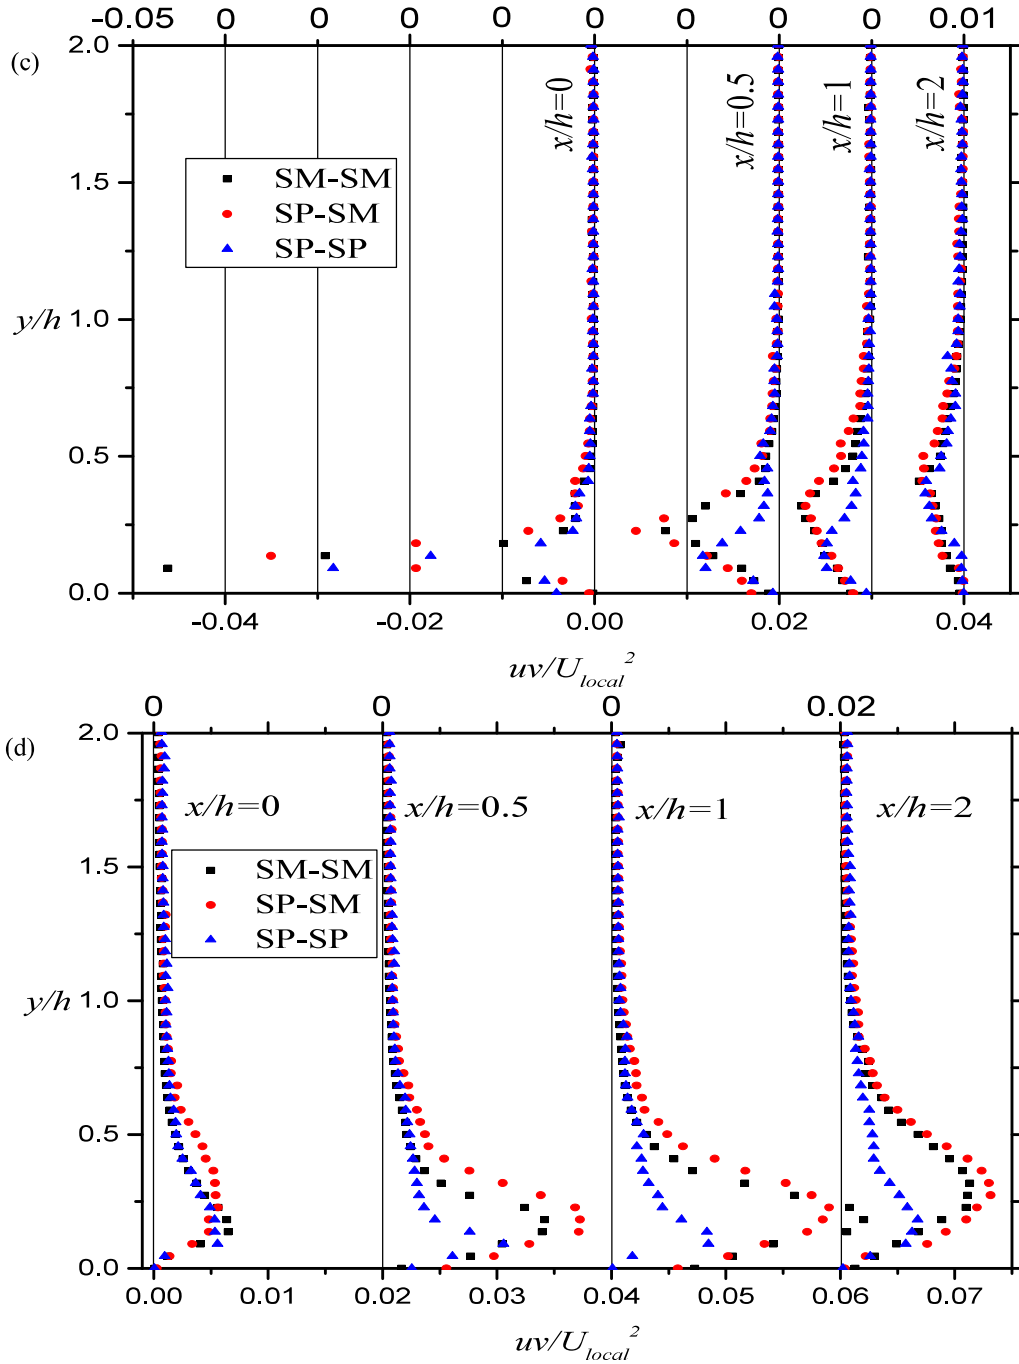 -0.05 0 0 0 0 0 0 0 0 0.01
(c)
2.0
x/h=0
x/h=0.5
x/h=1
x/h=2
1.5
SM-SM
SP-SM
SP-SP
y/h
1.0
0.5
0.0
-0.04 -0.02 0.00 0.02 0.04
uv/U_local^2
0 0 0 0.02
(d)
2.0
x/h=0 x/h=0.5 x/h=1 x/h=2
1.5
SM-SM
SP-SM
SP-SP
y/h
1.0
0.5
0.0
0.00 0.01 0.02 0.03 0.04 0.05 0.06 0.07
uv/U_local^2